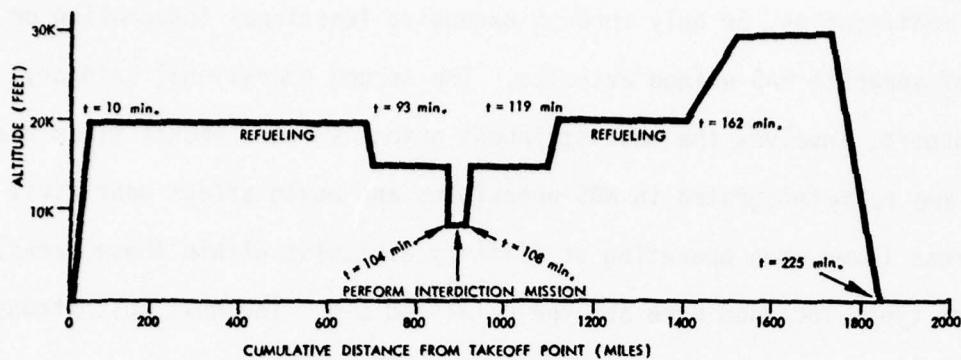 30K
20K
10K
0
ALTITUDE (FEET)
t = 10 min.
t = 93 min.
t = 119 min.
REFUELING
REFUELING
t = 162 min.
t = 104 min.
t = 108 min.
t = 225 min.
PERFORM INTERDICTION MISSION
0 200 400 600 800 1000 1200 1400 1600 1800 2000
CUMULATIVE DISTANCE FROM TAKEOFF POINT (MILES)